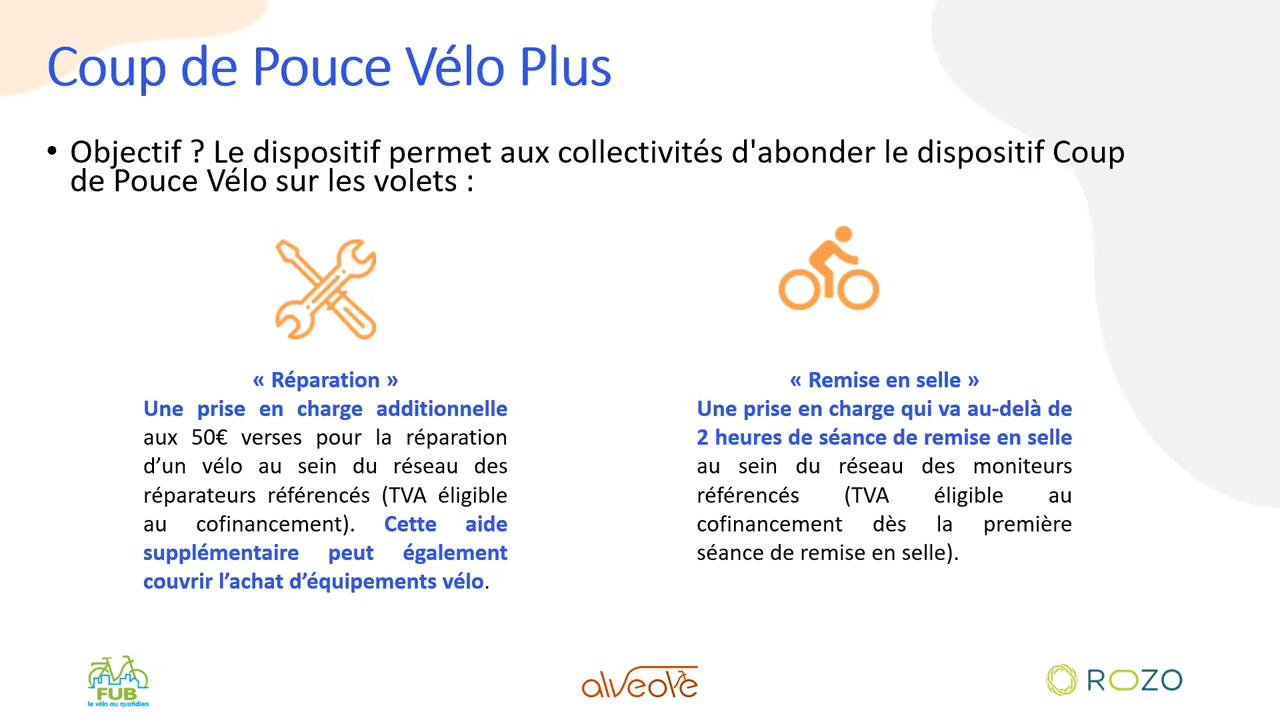 Coup de Pouce Vélo Plus
• Objectif ? Le dispositif permet aux collectivités d'abonder le dispositif Coup
de Pouce Vélo sur les volets :
« Réparation »
Une prise en charge additionnelle
aux 50€ verses pour la réparation
d’un vélo au sein du réseau des
réparateurs référencés (TVA éligible
au cofinancement). Cette aide
supplémentaire peut également
couvrir l’achat d’équipements vélo.
« Remise en selle »
Une prise en charge qui va au-delà de
2 heures de séance de remise en selle
au sein du réseau des moniteurs
référencés (TVA éligible au
cofinancement dès la première
séance de remise en selle).
FUB
le vélo au quotidien
alveole
ROZO